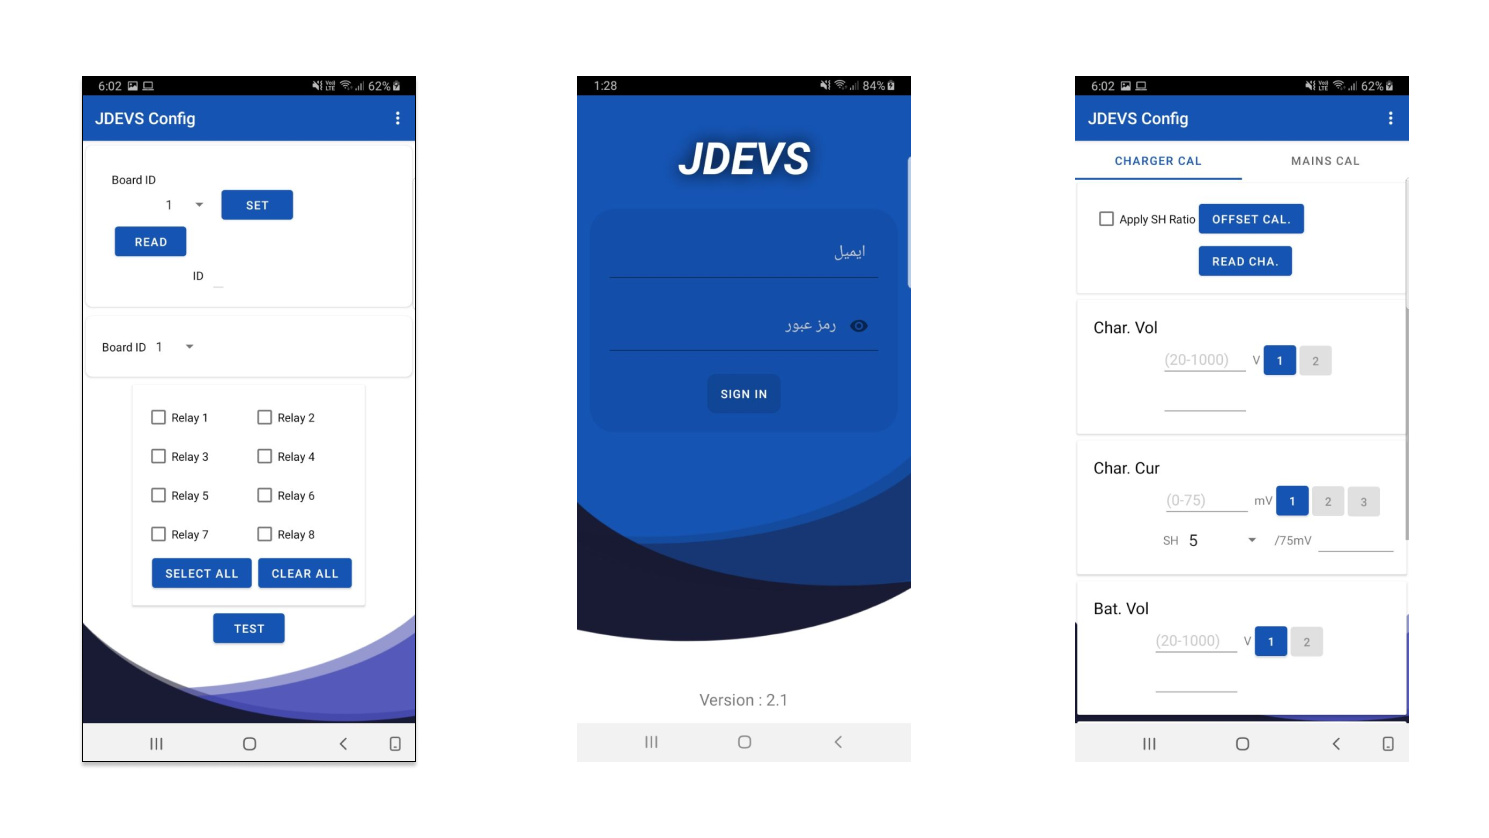 6:02 62%
JDEVS Config
Board ID
1 SET
READ
ID
Board ID 1
Relay 1 Relay 2
Relay 3 Relay 4
Relay 5 Relay 6
Relay 7 Relay 8
SELECT ALL CLEAR ALL
TEST
1:28 84%
JDEVS
ایمیل
رمز عبور
SIGN IN
Version : 2.1
6:02 62%
JDEVS Config
CHARGER CAL MAINS CAL
Apply SH Ratio OFFSET CAL.
READ CHA.
Char. Vol
(20-1000) V 1 2
Char. Cur
(0-75) mV 1 2 3
SH 5 /75mV
Bat. Vol
(20-1000) V 1 2